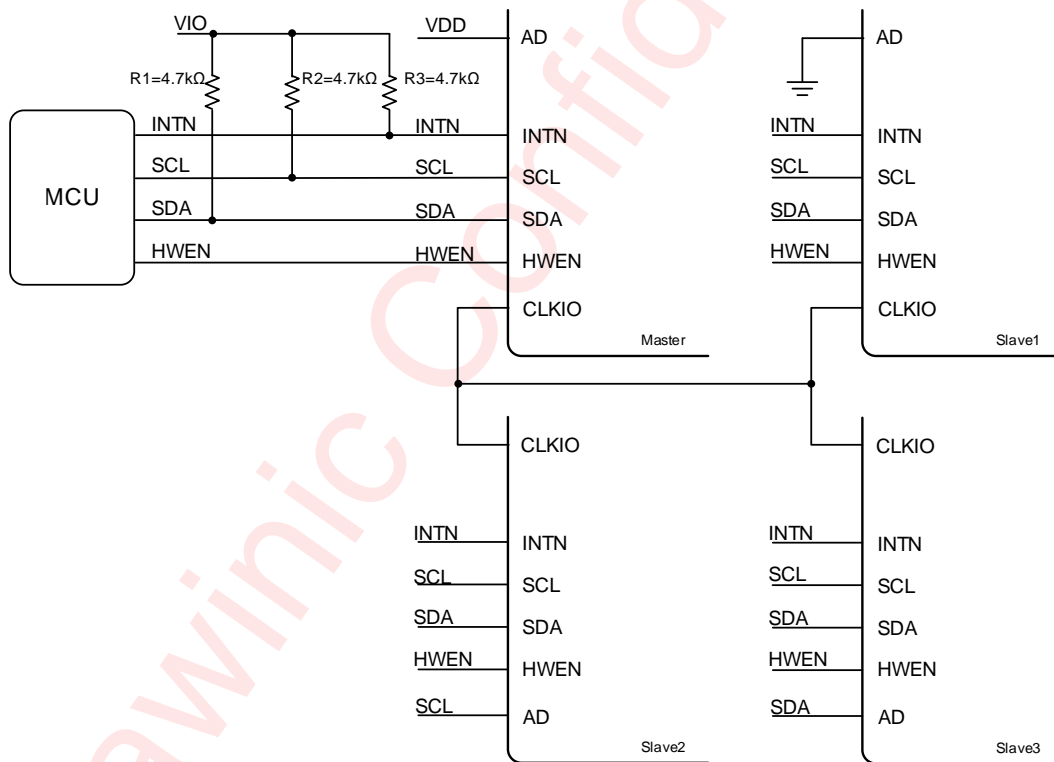 VIO
VDD
AD
AD
R1=4.7kΩ
R2=4.7kΩ
R3=4.7kΩ
MCU
INTN
INTN
INTN
INTN
INTN
SCL
SCL
SCL
SCL
SCL
SDA
SDA
SDA
SDA
SDA
HWEN
HWEN
HWEN
HWEN
HWEN
CLKIO
CLKIO
Master
Slave1
CLKIO
CLKIO
INTN
INTN
INTN
INTN
SCL
SCL
SCL
SCL
SDA
SDA
SDA
SDA
HWEN
HWEN
HWEN
HWEN
SCL
AD
SDA
AD
Slave2
Slave3
awinic Confid